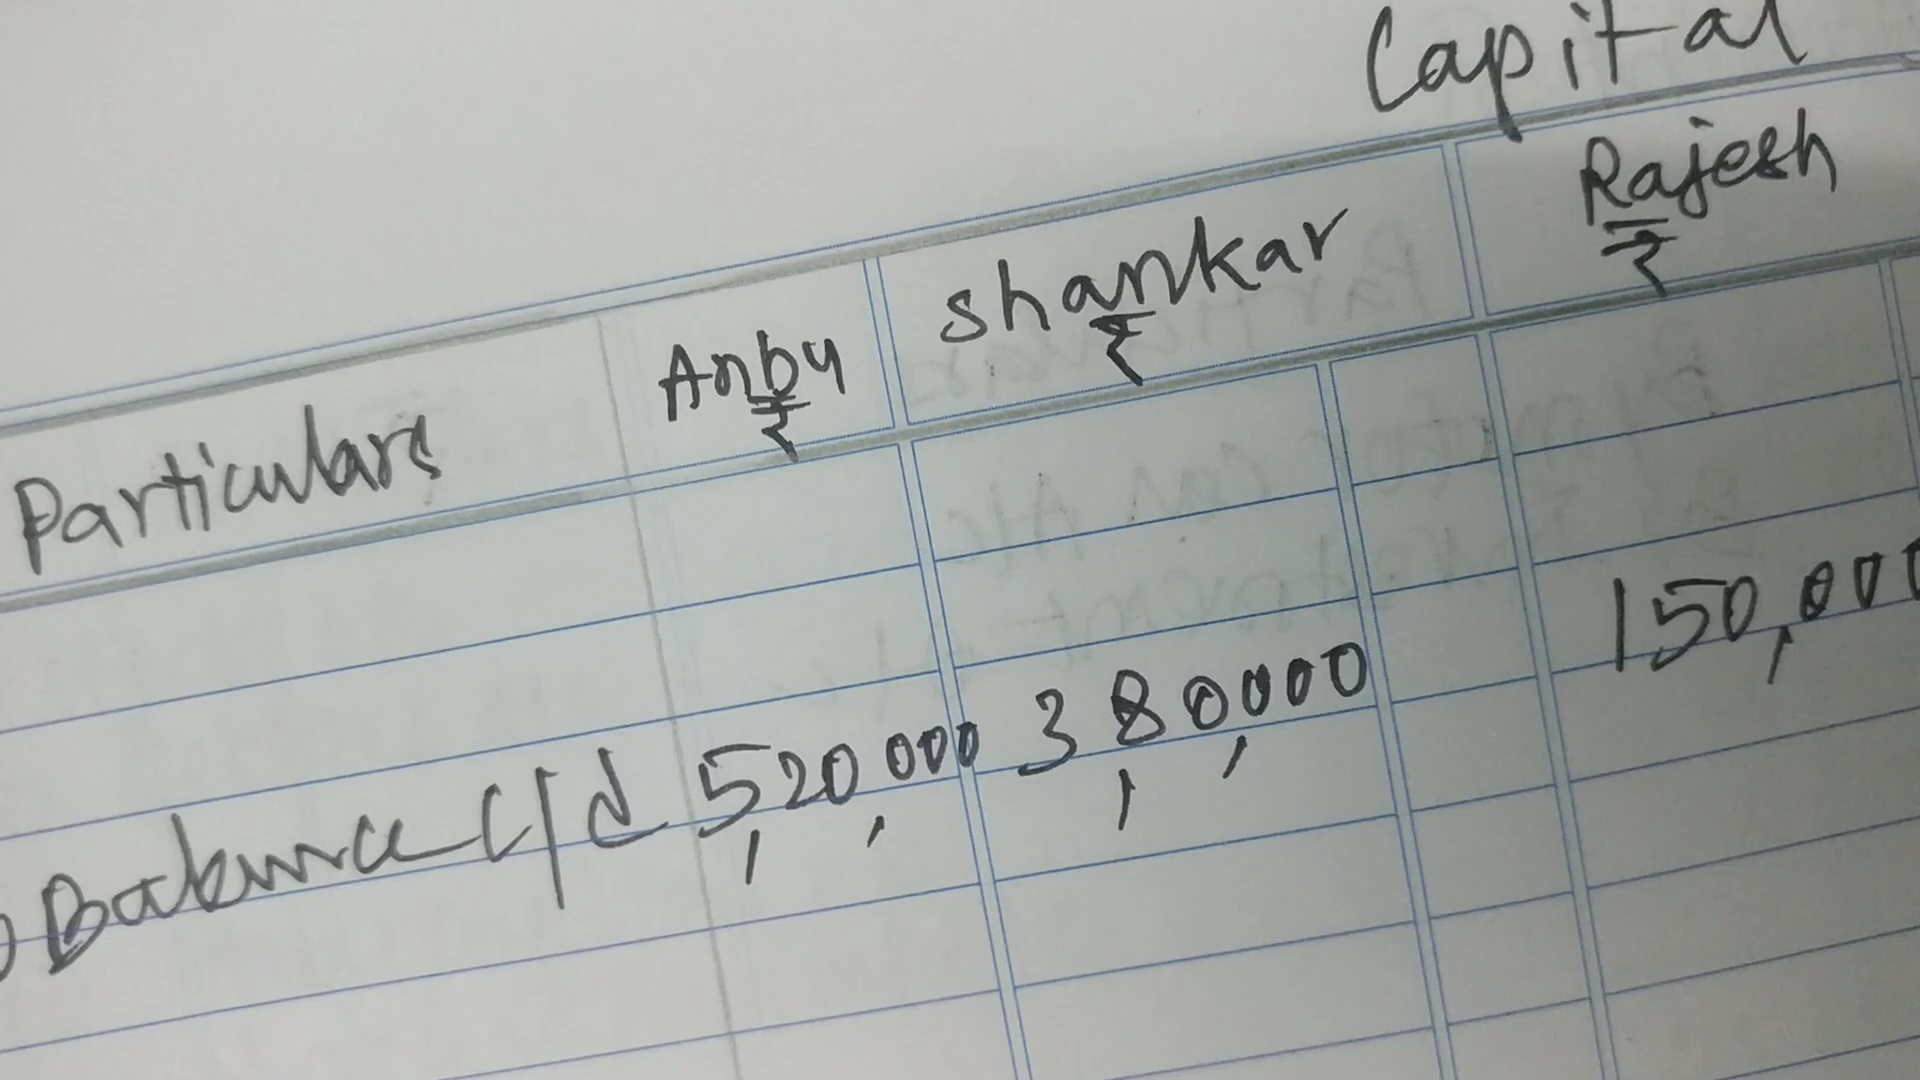 Capital
Particulars Anbu Shankar Rajesh
₹ ₹ ₹
Balance c/d 5,20,000 3,80,000 150,000